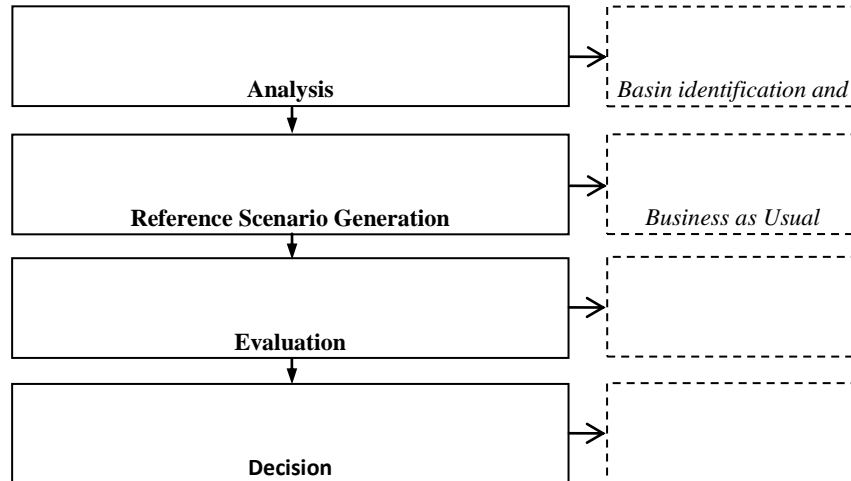 Analysis
Basin identification and
Reference Scenario Generation
Business as Usual
Evaluation
Decision